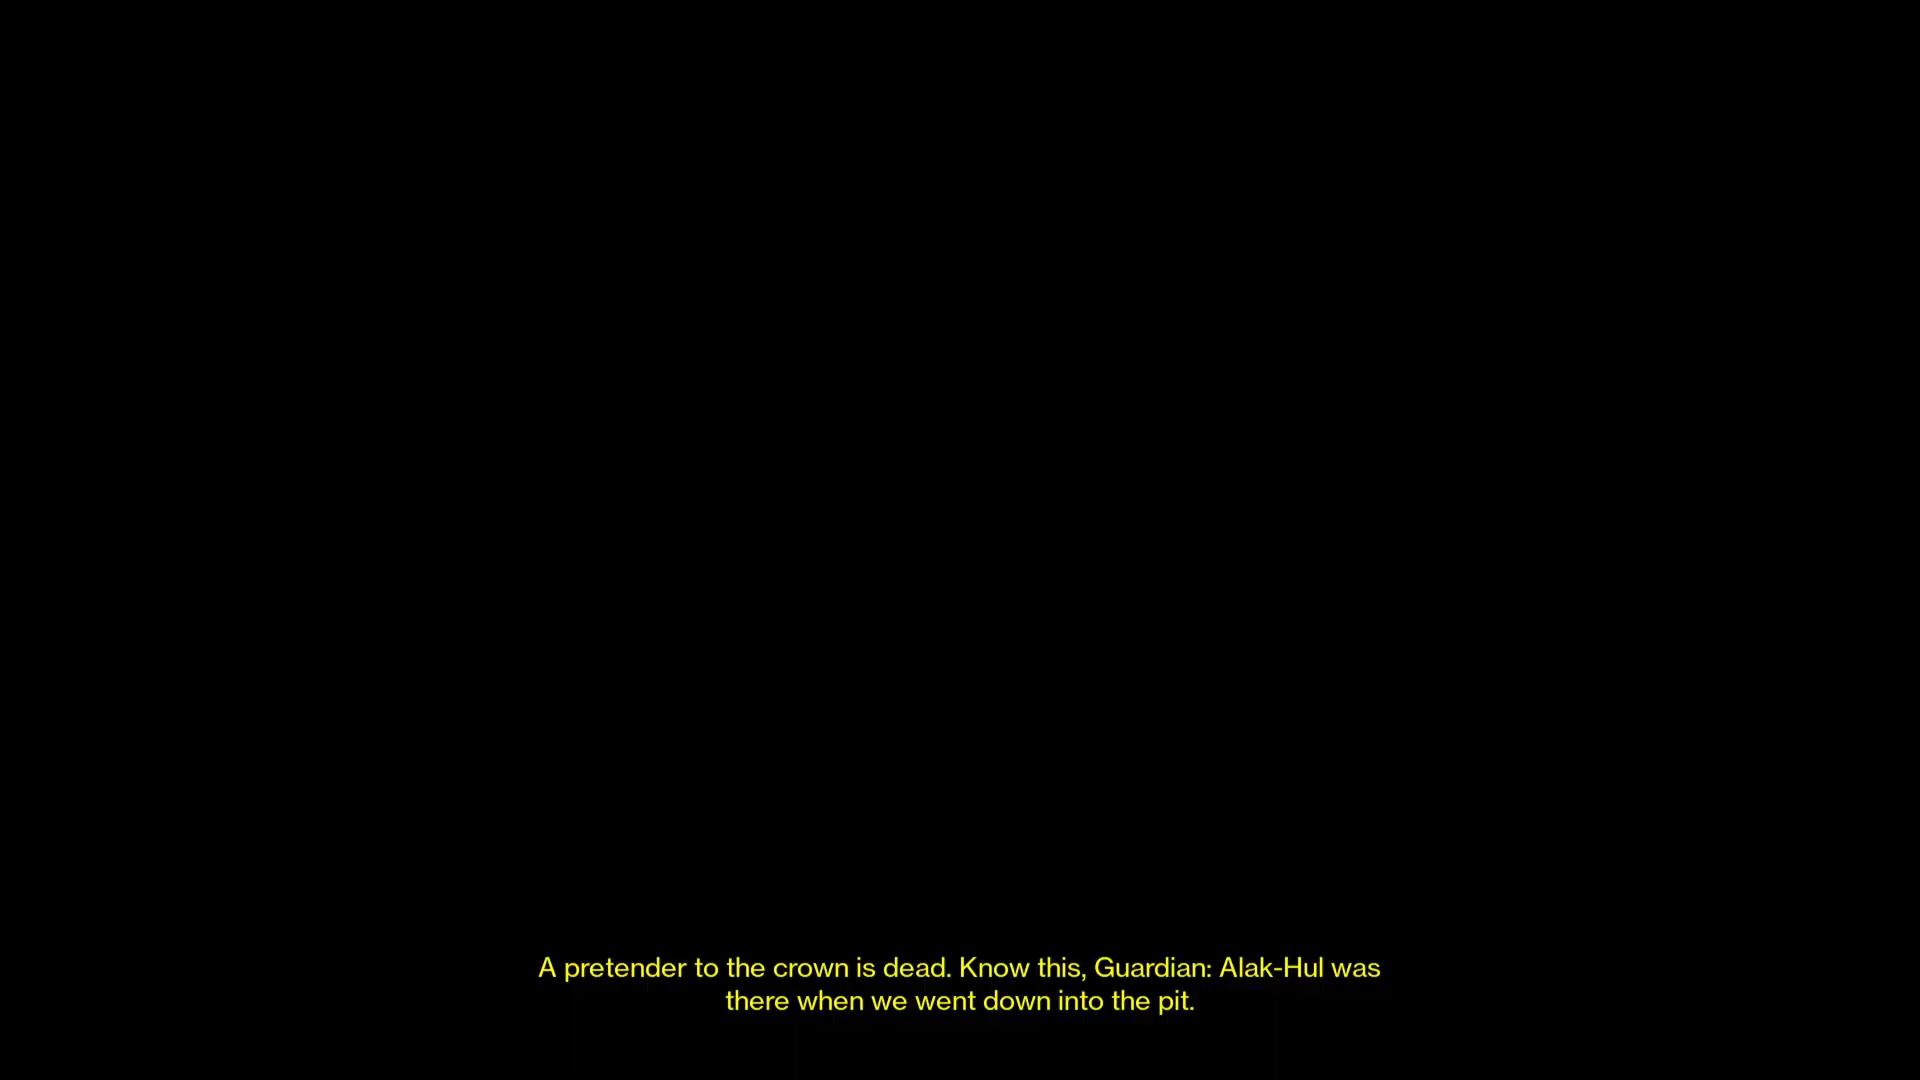 A pretender to the crown is dead. Know this, Guardian: Alak-Hul was
there when we went down into the pit.